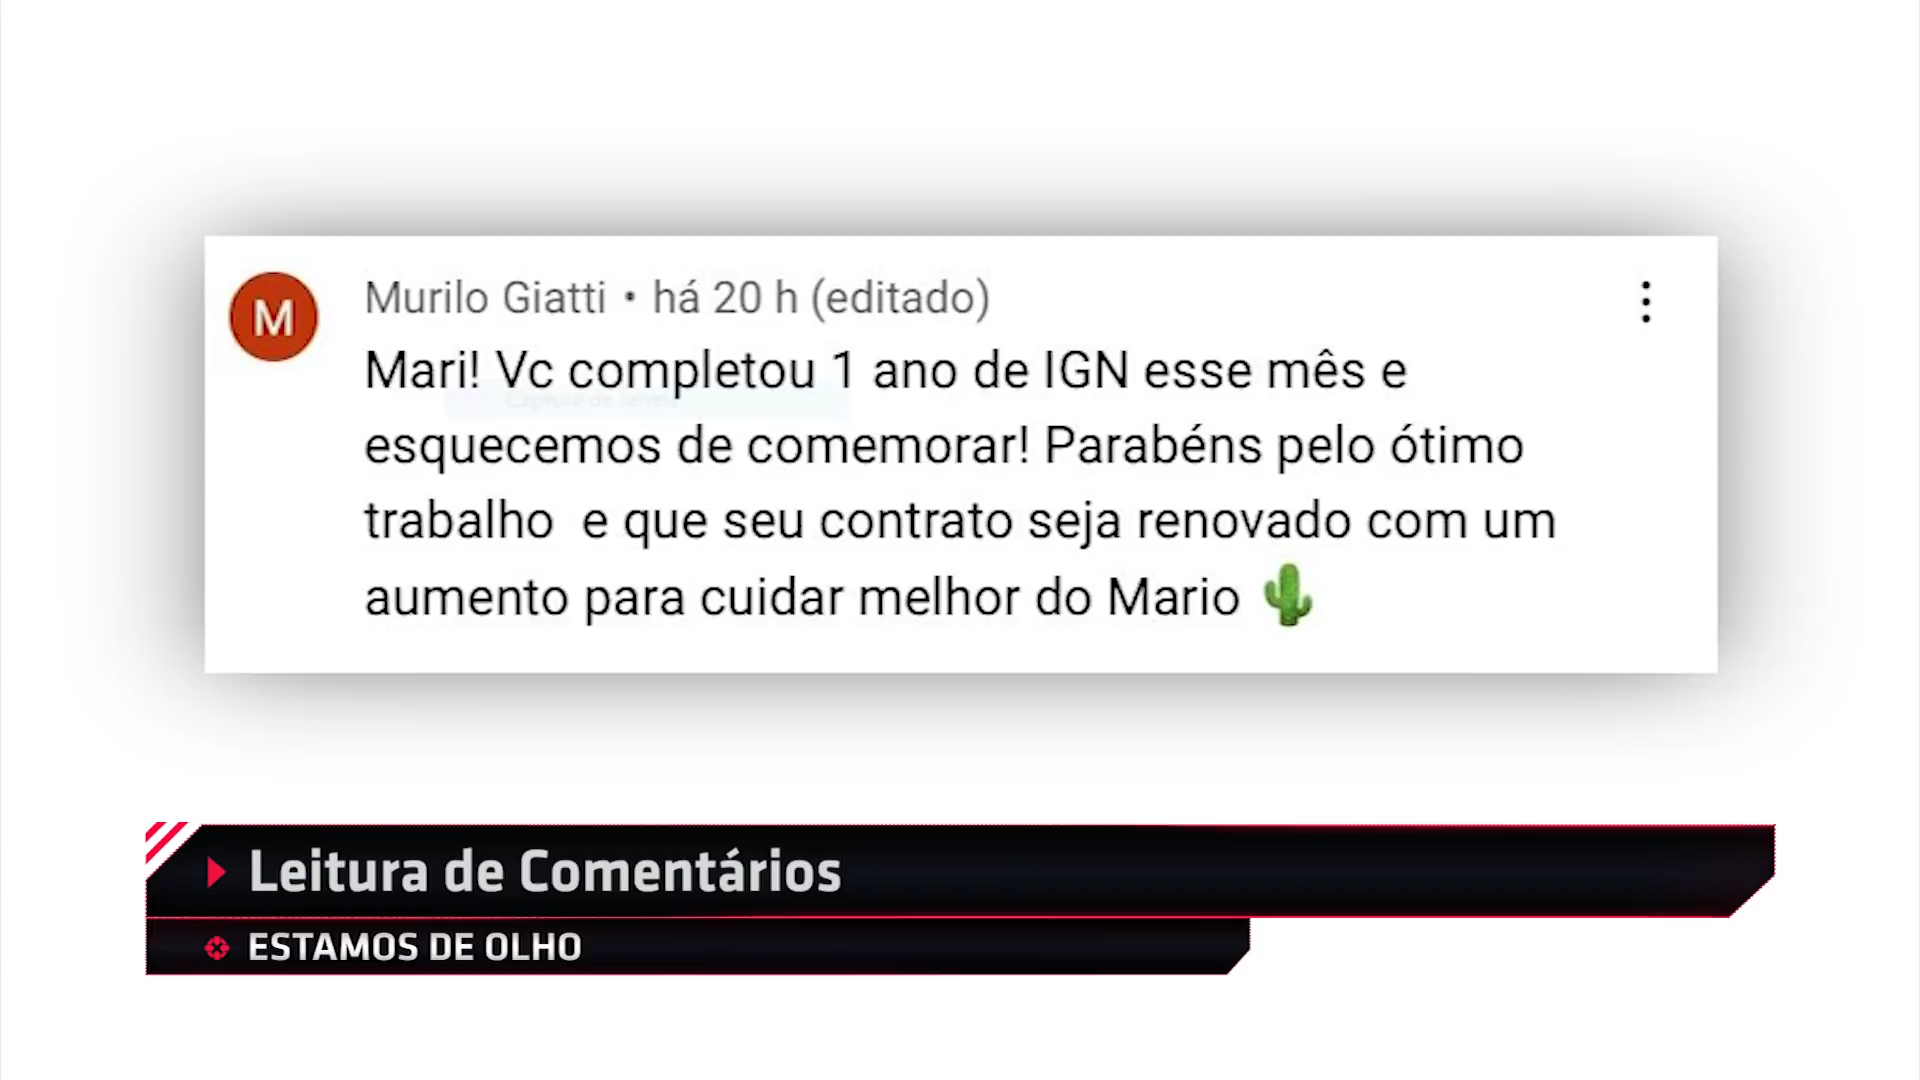 M
Murilo Giatti • há 20 h (editado)
Mari! Vc completou 1 ano de IGN esse mês e
esquecemos de comemorar! Parabéns pelo ótimo
trabalho  e que seu contrato seja renovado com um
aumento para cuidar melhor do Mario 🌵
Leitura de Comentários
ESTAMOS DE OLHO